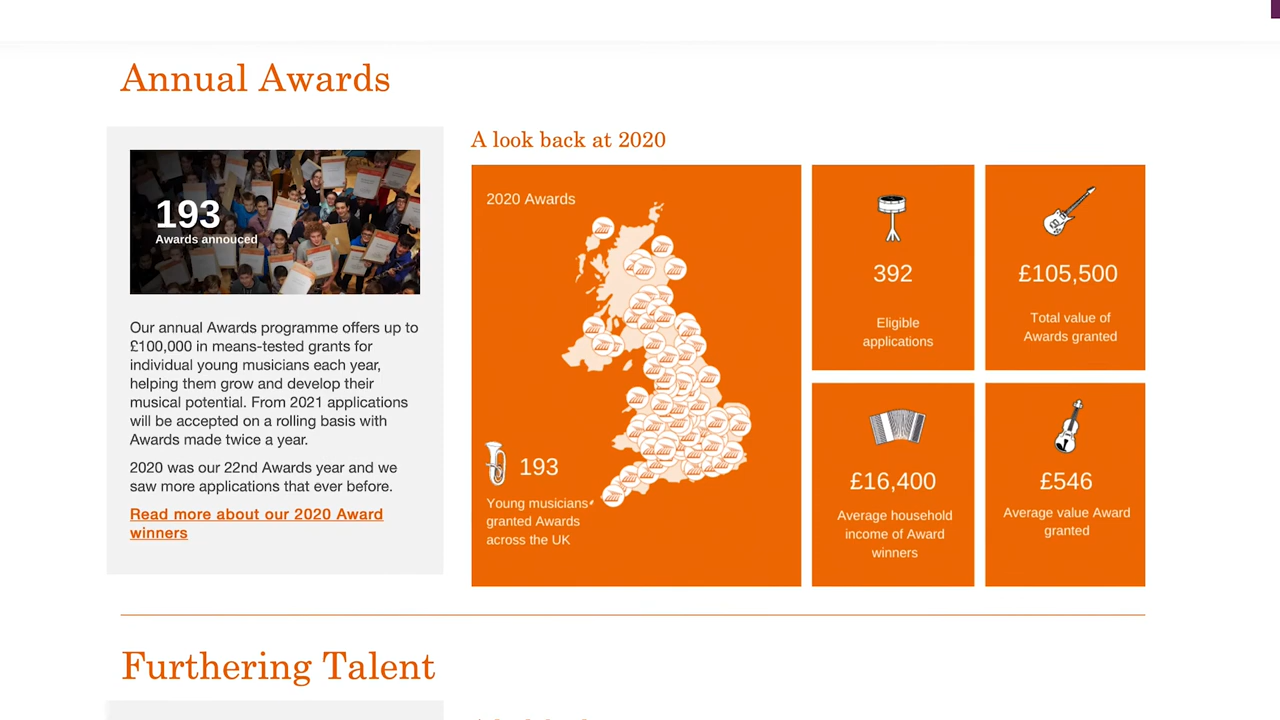 Annual Awards
193
Awards annouced
Our annual Awards programme offers up to
£100,000 in means-tested grants for
individual young musicians each year,
helping them grow and develop their
musical potential. From 2021 applications
will be accepted on a rolling basis with
Awards made twice a year.
2020 was our 22nd Awards year and we
saw more applications that ever before.
Read more about our 2020 Award
winners
A look back at 2020
2020 Awards
193
Young musicians
granted Awards
across the UK
392
Eligible
applications
£105,500
Total value of
Awards granted
£16,400
Average household
income of Award
winners
£546
Average value Award
granted
Furthering Talent